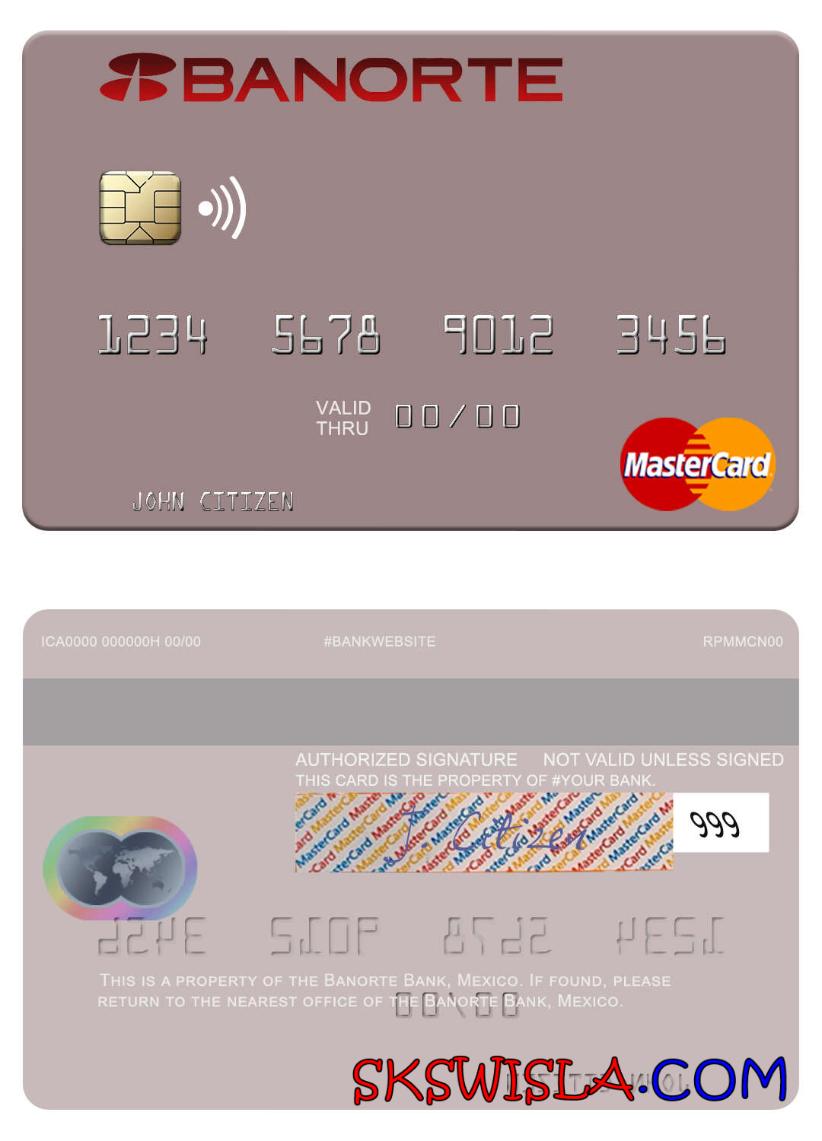 BANORTE
1234 5678 9012 3456
VALID THRU 00/00
MasterCard
JOHN CITIZEN
ICA0000 000000H 00/00 #BANKWEBSITE RPMMCN00
AUTHORIZED SIGNATURE NOT VALID UNLESS SIGNED
THIS CARD IS THE PROPERTY OF #YOUR BANK.
J. Citizen 999
THIS IS A PROPERTY OF THE BANORTE BANK, MEXICO. IF FOUND, PLEASE
RETURN TO THE NEAREST OFFICE OF THE BANORTE BANK, MEXICO.
SKSWISLA.COM